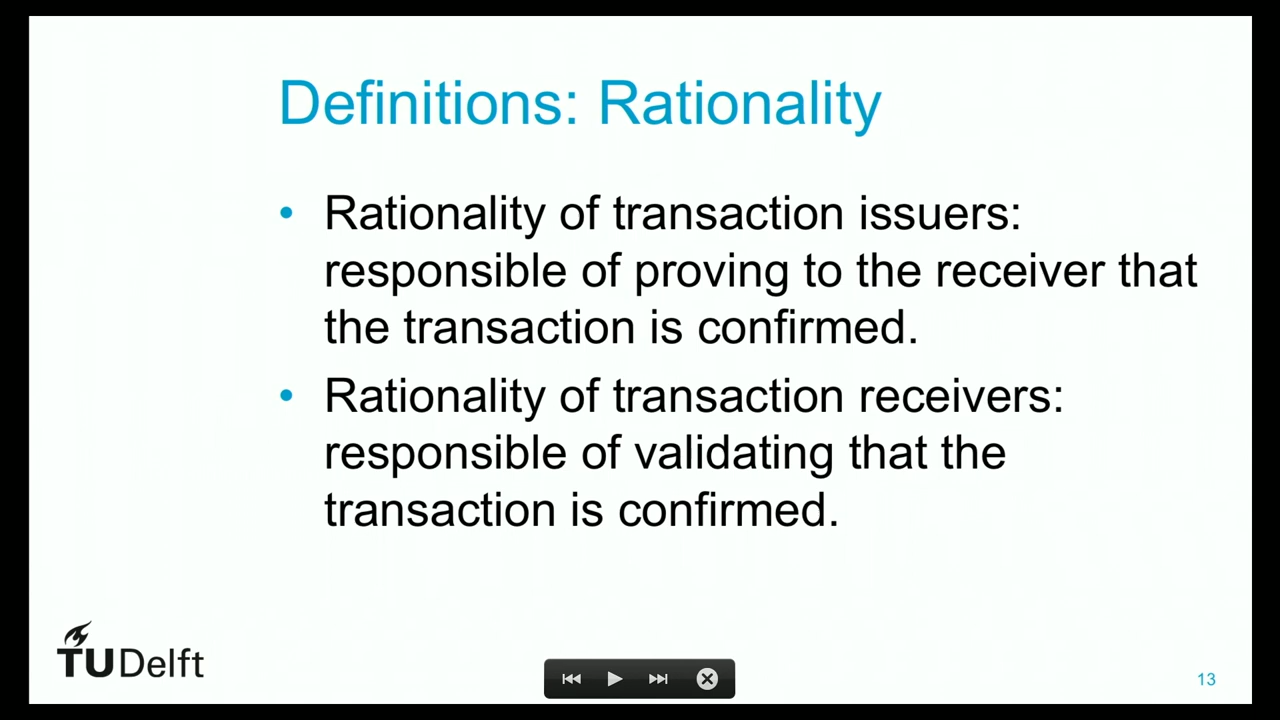 Definitions: Rationality
• Rationality of transaction issuers:
responsible of proving to the receiver that
the transaction is confirmed.
• Rationality of transaction receivers:
responsible of validating that the
transaction is confirmed.
TUDelft
13